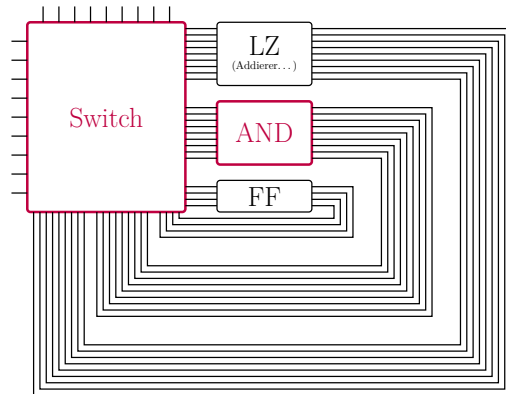 LZ
(Addierer...)
Switch
AND
FF